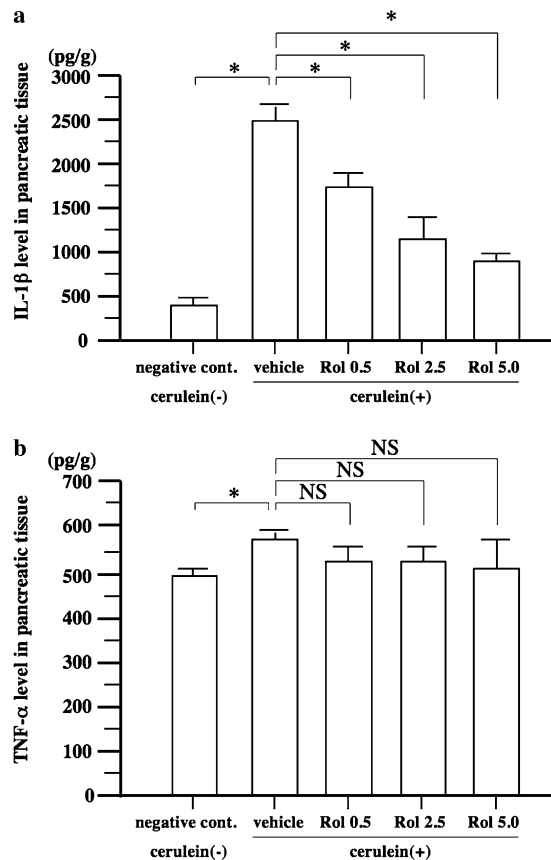 a
(pg/g)
IL-1β level in pancreatic tissue
3000
2500
2000
1500
1000
500
0
*
*
*
*
negative cont. vehicle Rol 0.5 Rol 2.5 Rol 5.0
cerulein(-) cerulein(+)
b
(pg/g)
TNF-α level in pancreatic tissue
700
600
500
400
300
200
100
0
NS
NS
* NS
negative cont. vehicle Rol 0.5 Rol 2.5 Rol 5.0
cerulein(-) cerulein(+)